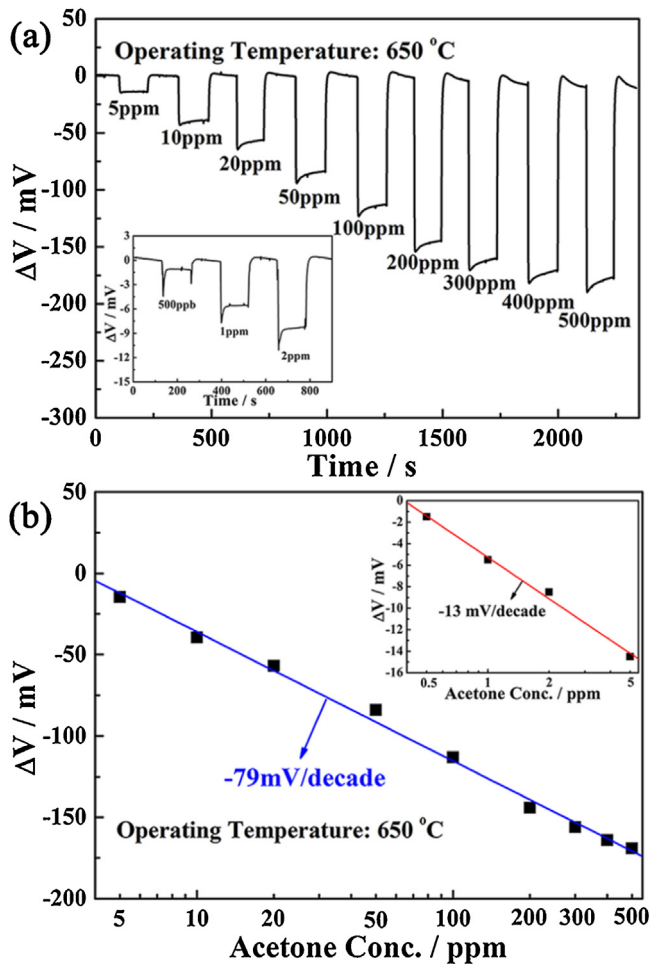 (a)
Operating Temperature: 650 °C
50
0
-50
-100
-150
-200
-250
-300
ΔV / mV
5ppm
10ppm
20ppm
50ppm
100ppm
200ppm
300ppm
400ppm
500ppm
0 500 1000 1500 2000
Time / s
3
0
-3
-6
-9
-12
-15
ΔV / mV
500ppb
1ppm
2ppm
0 200 400 600 800
Time / s
(b)
50
0
-50
-100
-150
-200
ΔV / mV
-79mV/decade
Operating Temperature: 650 °C
5 10 20 50 100 200 300 500
Acetone Conc. / ppm
0
-2
-4
-6
-8
-10
-12
-14
-16
ΔV / mV
-13 mV/decade
0.5 1 2 5
Acetone Conc. / ppm